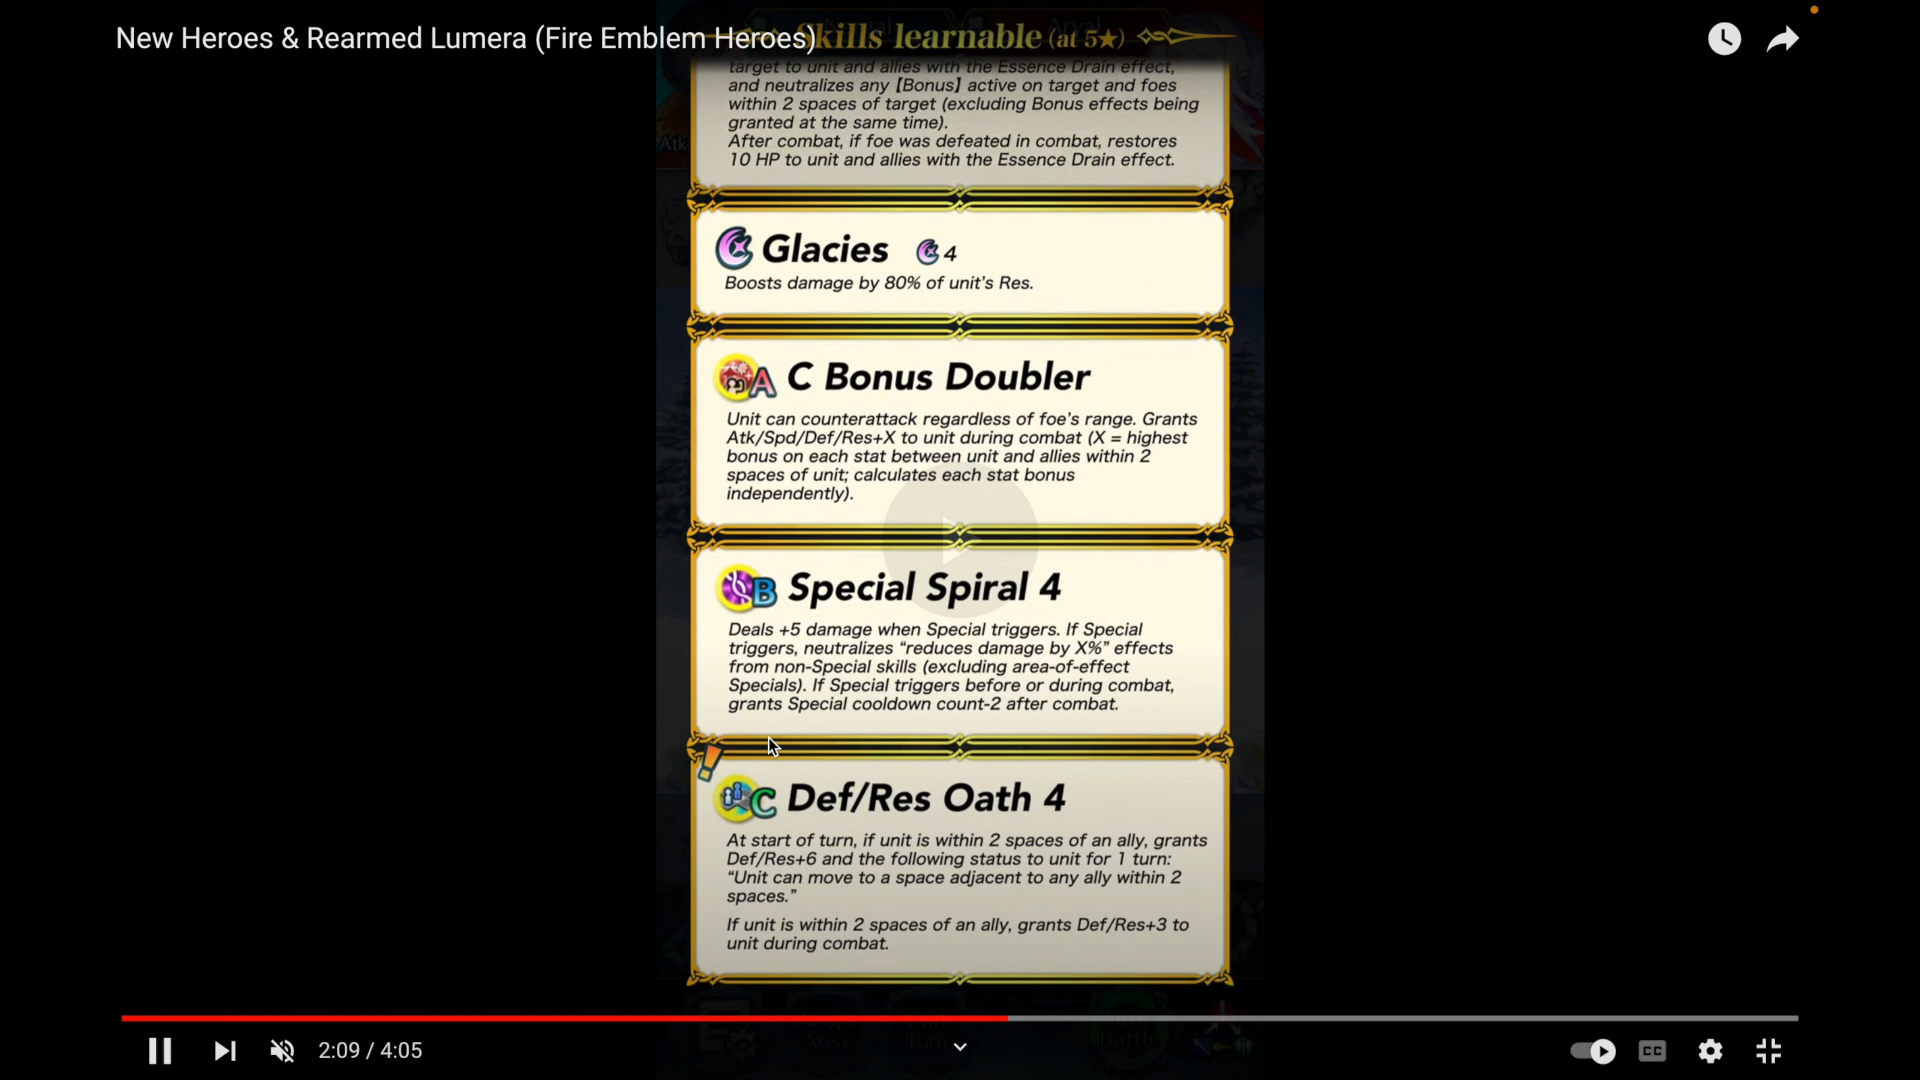 New Heroes & Rearmed Lumera (Fire Emblem Heroes)
Skills learnable (at 5★)
target to unit and allies with the Essence Drain effect,
and neutralizes any【Bonus】active on target and foes
within 2 spaces of target (excluding Bonus effects being
granted at the same time).
After combat, if foe was defeated in combat, restores
10 HP to unit and allies with the Essence Drain effect.
Atk
Glacies 4
Boosts damage by 80% of unit's Res.
A C Bonus Doubler
Unit can counterattack regardless of foe's range. Grants
Atk/Spd/Def/Res+X to unit during combat (X = highest
bonus on each stat between unit and allies within 2
spaces of unit; calculates each stat bonus
independently).
B Special Spiral 4
Deals +5 damage when Special triggers. If Special
triggers, neutralizes “reduces damage by X%” effects
from non-Special skills (excluding area-of-effect
Specials). If Special triggers before or during combat,
grants Special cooldown count-2 after combat.
C Def/Res Oath 4
At start of turn, if unit is within 2 spaces of an ally, grants
Def/Res+6 and the following status to unit for 1 turn:
“Unit can move to a space adjacent to any ally within 2
spaces.”
If unit is within 2 spaces of an ally, grants Def/Res+3 to
unit during combat.
2:09 / 4:05
CC